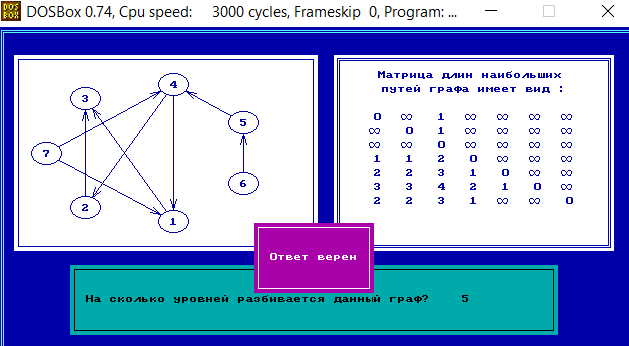 DOSBox 0.74, Cpu speed: 3000 cycles, Frameskip 0, Program: ...
DOS
BOX
3
4
5
7
6
2
1
Матрица длин наибольших
путей графа имеет вид :
0 ∞ 1 ∞ ∞ ∞ ∞
∞ 0 1 ∞ ∞ ∞ ∞
∞ ∞ 0 ∞ ∞ ∞ ∞
1 1 2 0 ∞ ∞ ∞
2 2 3 1 0 ∞ ∞
3 3 4 2 1 0 ∞
2 2 3 1 ∞ ∞ 0
Ответ верен
На сколько уровней разбивается данный граф? 5